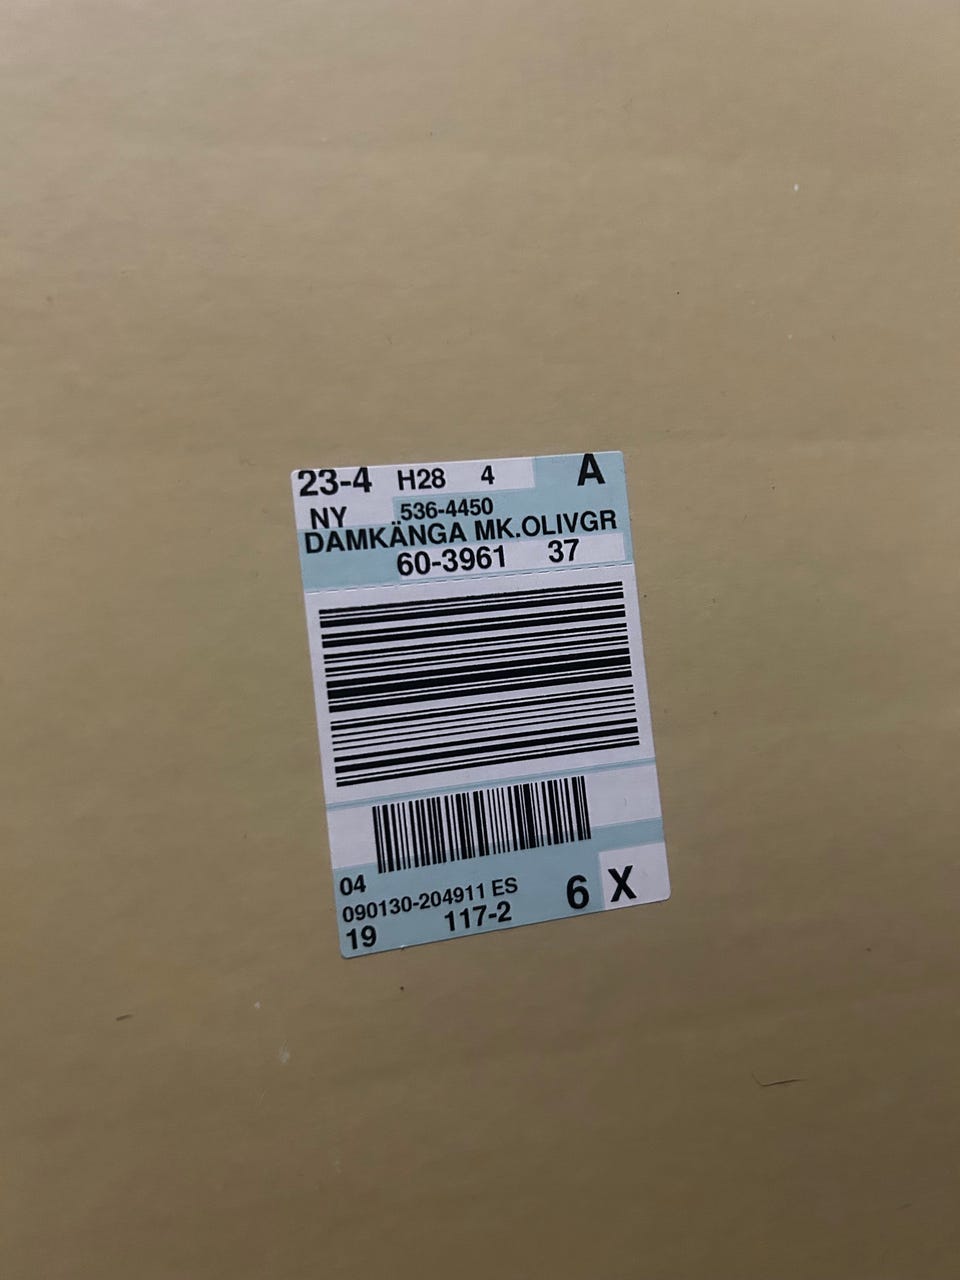 23-4 H28 4 A
NY 536-4450
DAMKÄNGA MK.OLIVGR
60-3961 37
04
090130-204911 ES 6 X
19 117-2